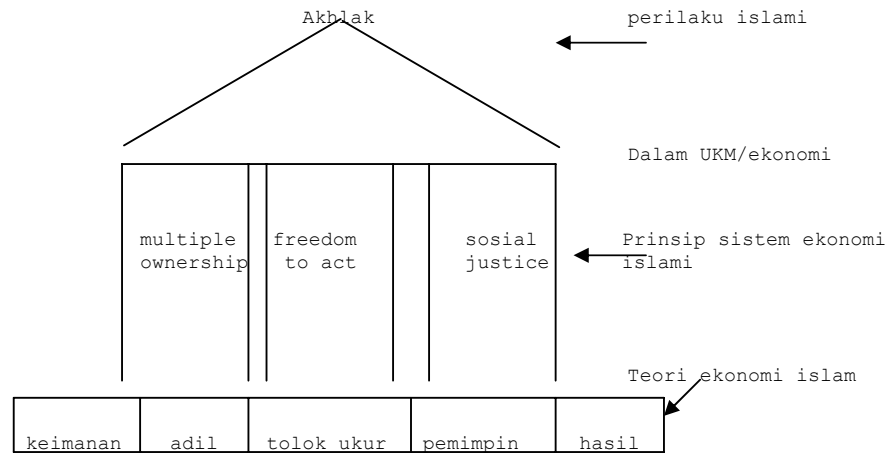 Akhlak
perilaku islami
Dalam UKM/ekonomi
multiple ownership
freedom to act
sosial justice
Prinsip sistem ekonomi islami
Teori ekonomi islam
keimanan
adil
tolok ukur
pemimpin
hasil